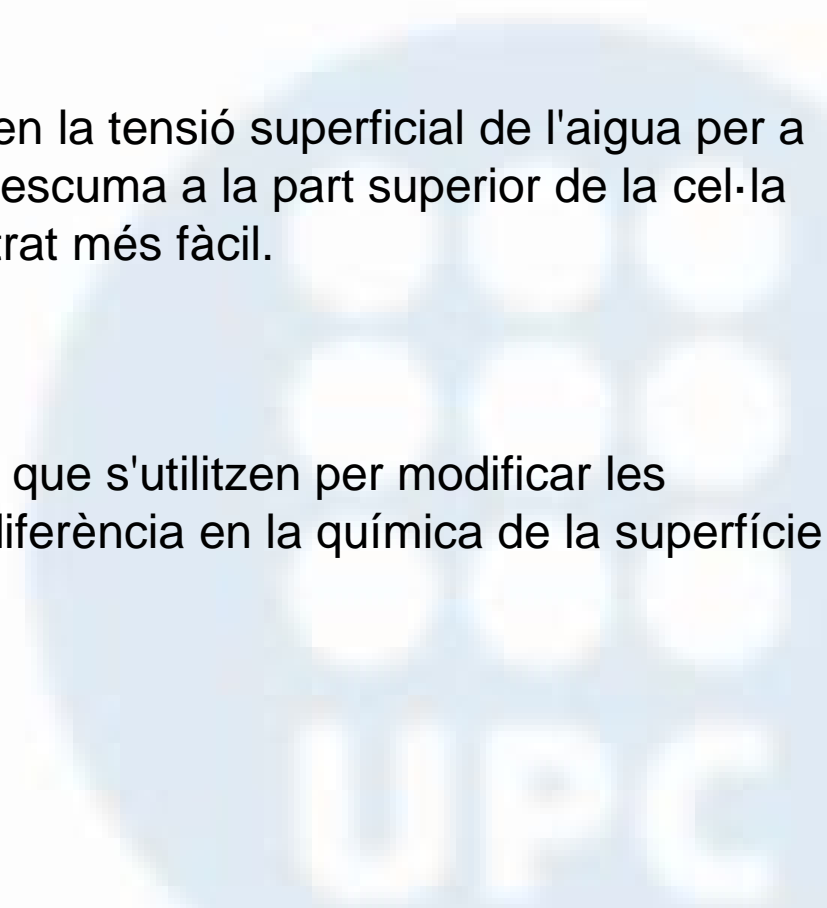 en la tensió superficial de l'aigua per a
escuma a la part superior de la cel·la
trat més fàcil.
que s'utilitzen per modificar les
diferència en la química de la superfície
UPC